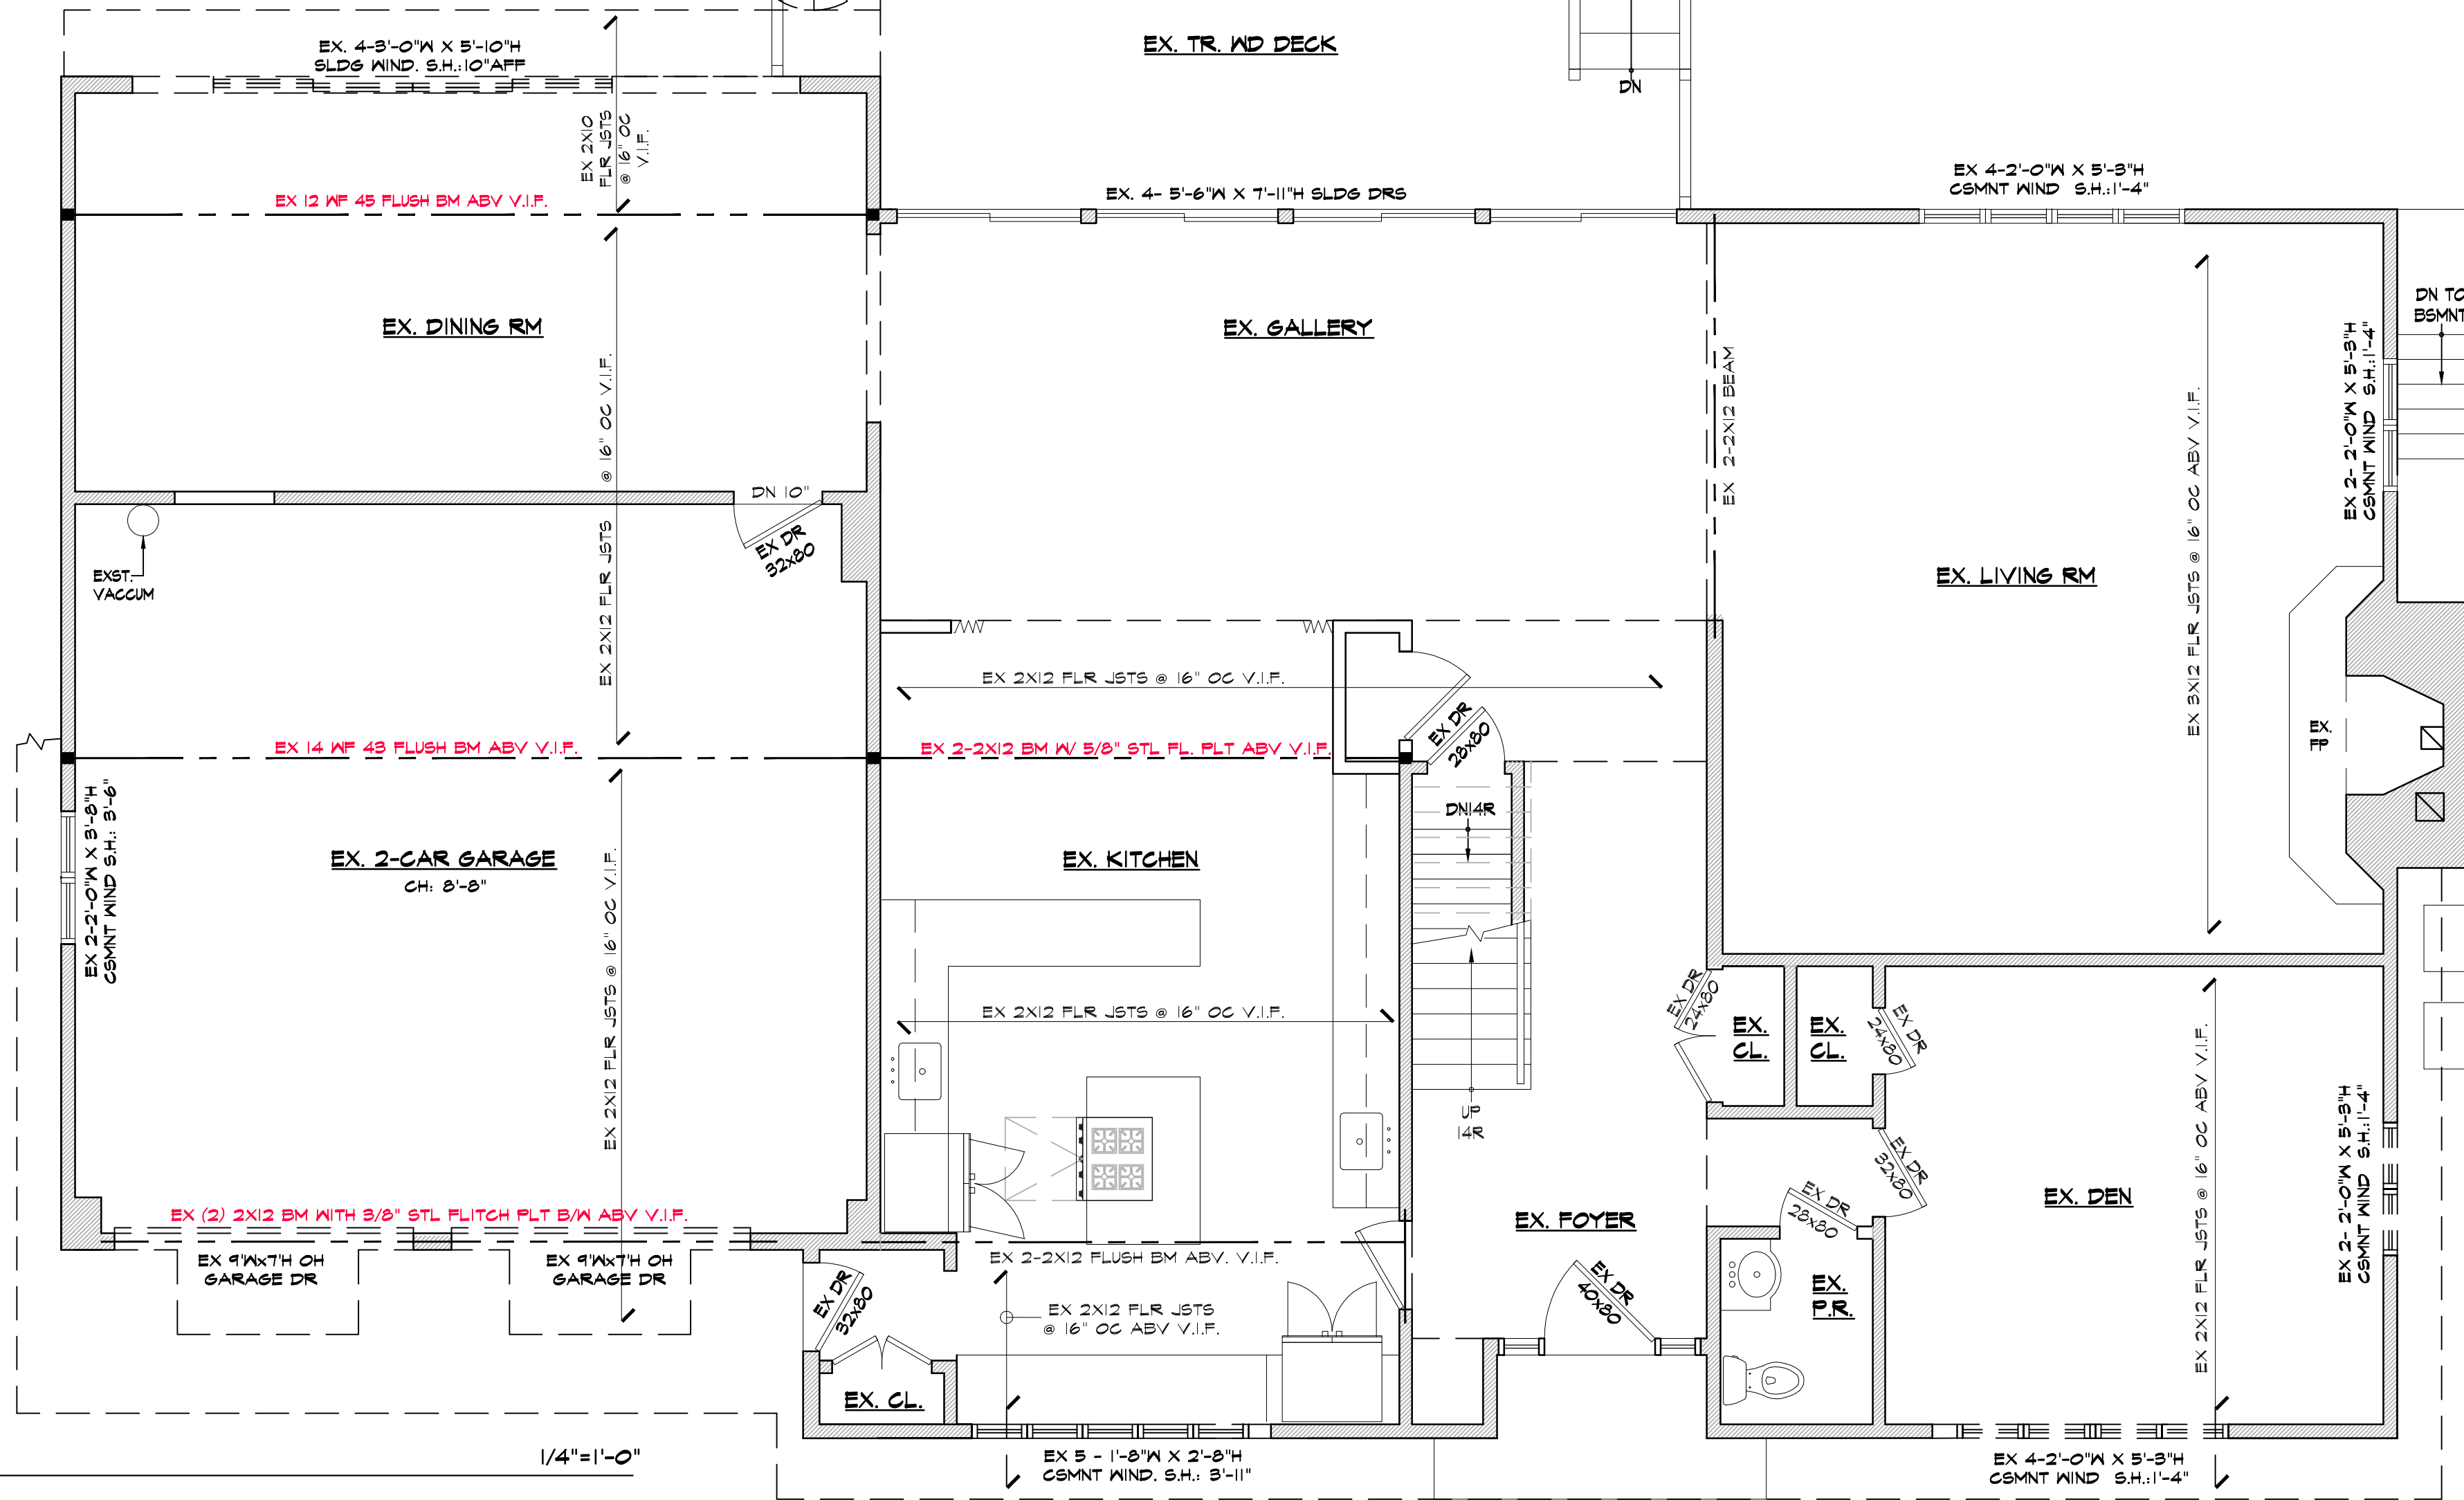 EX. 4-3'-0"W X 5'-10"H
SLDG WIND. S.H.:10"AFF
EX. TR. WD DECK
DN
EX 2X10
FLR JSTS
@ 16" OC
V.I.F.
EX 12 WF 45 FLUSH BM ABV V.I.F.
EX. 4- 5'-6"W X 7'-11"H SLDG DRS
EX 4-2'-0"W X 5'-3"H
CSMNT WIND S.H.:1'-4"
EX. DINING RM
EX. GALLERY
EX 2-2X12 BEAM
DN TO
BSMNT
EX 2- 2'-0"W X 5'-3"H
CSMNT WIND S.H.:1'-4"
EX 2X12 FLR JSTS @ 16" OC V.I.F.
EX 3X12 FLR JSTS @ 16" OC ABV V.I.F.
DN 10"
EX DR
32x80
EXST.
VACCUM
EX. LIVING RM
EX 2X12 FLR JSTS @ 16" OC V.I.F.
EX DR
28x80
EX.
FP
EX 14 WF 43 FLUSH BM ABV V.I.F.
EX 2-2X12 BM W/ 5/8" STL FL. PLT ABV V.I.F.
EX 2-2'-0"W X 3'-8"H
CSMNT WIND S.H.: 3'-6"
DN14R
EX. 2-CAR GARAGE
CH: 8'-8"
EX. KITCHEN
EX 2X12 FLR JSTS @ 16" OC V.I.F.
EX 2X12 FLR JSTS @ 16" OC V.I.F.
EX DR
24x80
EX.
CL.
EX.
CL.
EX DR
24x80
UP
14R
EX 2X12 FLR JSTS @ 16" OC ABV V.I.F.
EX 2- 2'-0"W X 5'-3"H
CSMNT WIND S.H.:1'-4"
EX DR
32x80
EX. DEN
EX DR
28x80
EX (2) 2X12 BM WITH 3/8" STL FLITCH PLT B/W ABV V.I.F.
EX. FOYER
EX 9'Wx7'H OH
GARAGE DR
EX 9'Wx7'H OH
GARAGE DR
EX 2-2X12 FLUSH BM ABV. V.I.F.
EX DR
32x80
EX 2X12 FLR JSTS
@ 16" OC ABV V.I.F.
EX DR
40x80
EX.
P.R.
EX. CL.
1/4"=1'-0"
EX 5 - 1'-8"W X 2'-8"H
CSMNT WIND. S.H.: 3'-11"
EX 4-2'-0"W X 5'-3"H
CSMNT WIND S.H.:1'-4"